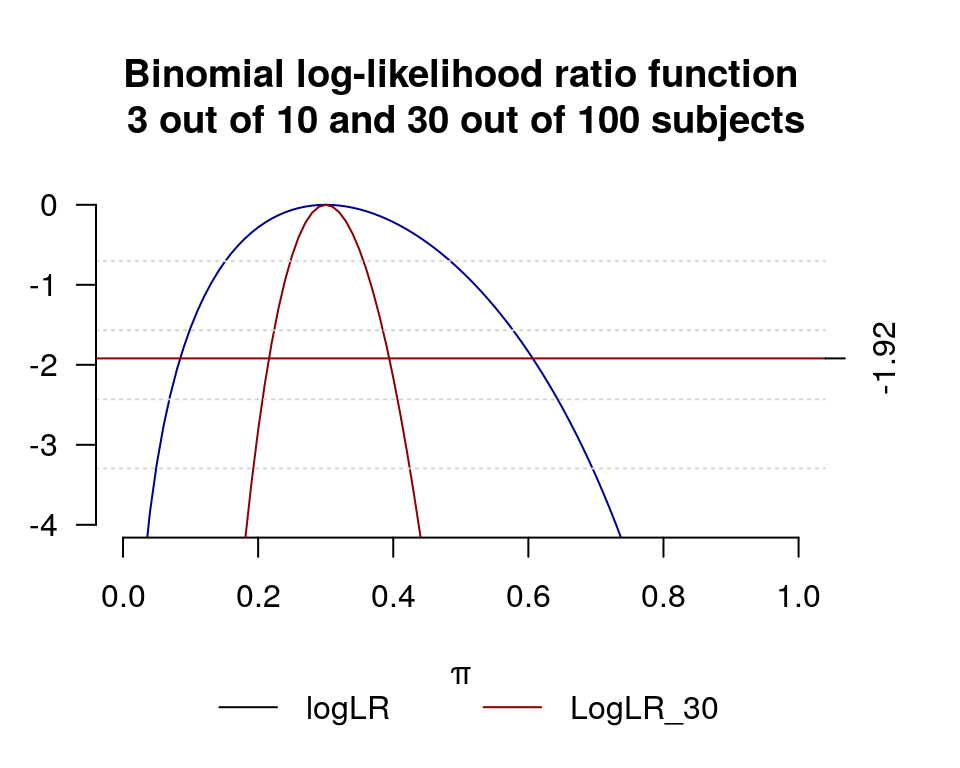 Binomial log-likelihood ratio function
3 out of 10 and 30 out of 100 subjects
0
-1
-2
-3
-4
-1.92
0.0 0.2 0.4 0.6 0.8 1.0
π
logLR LogLR_30